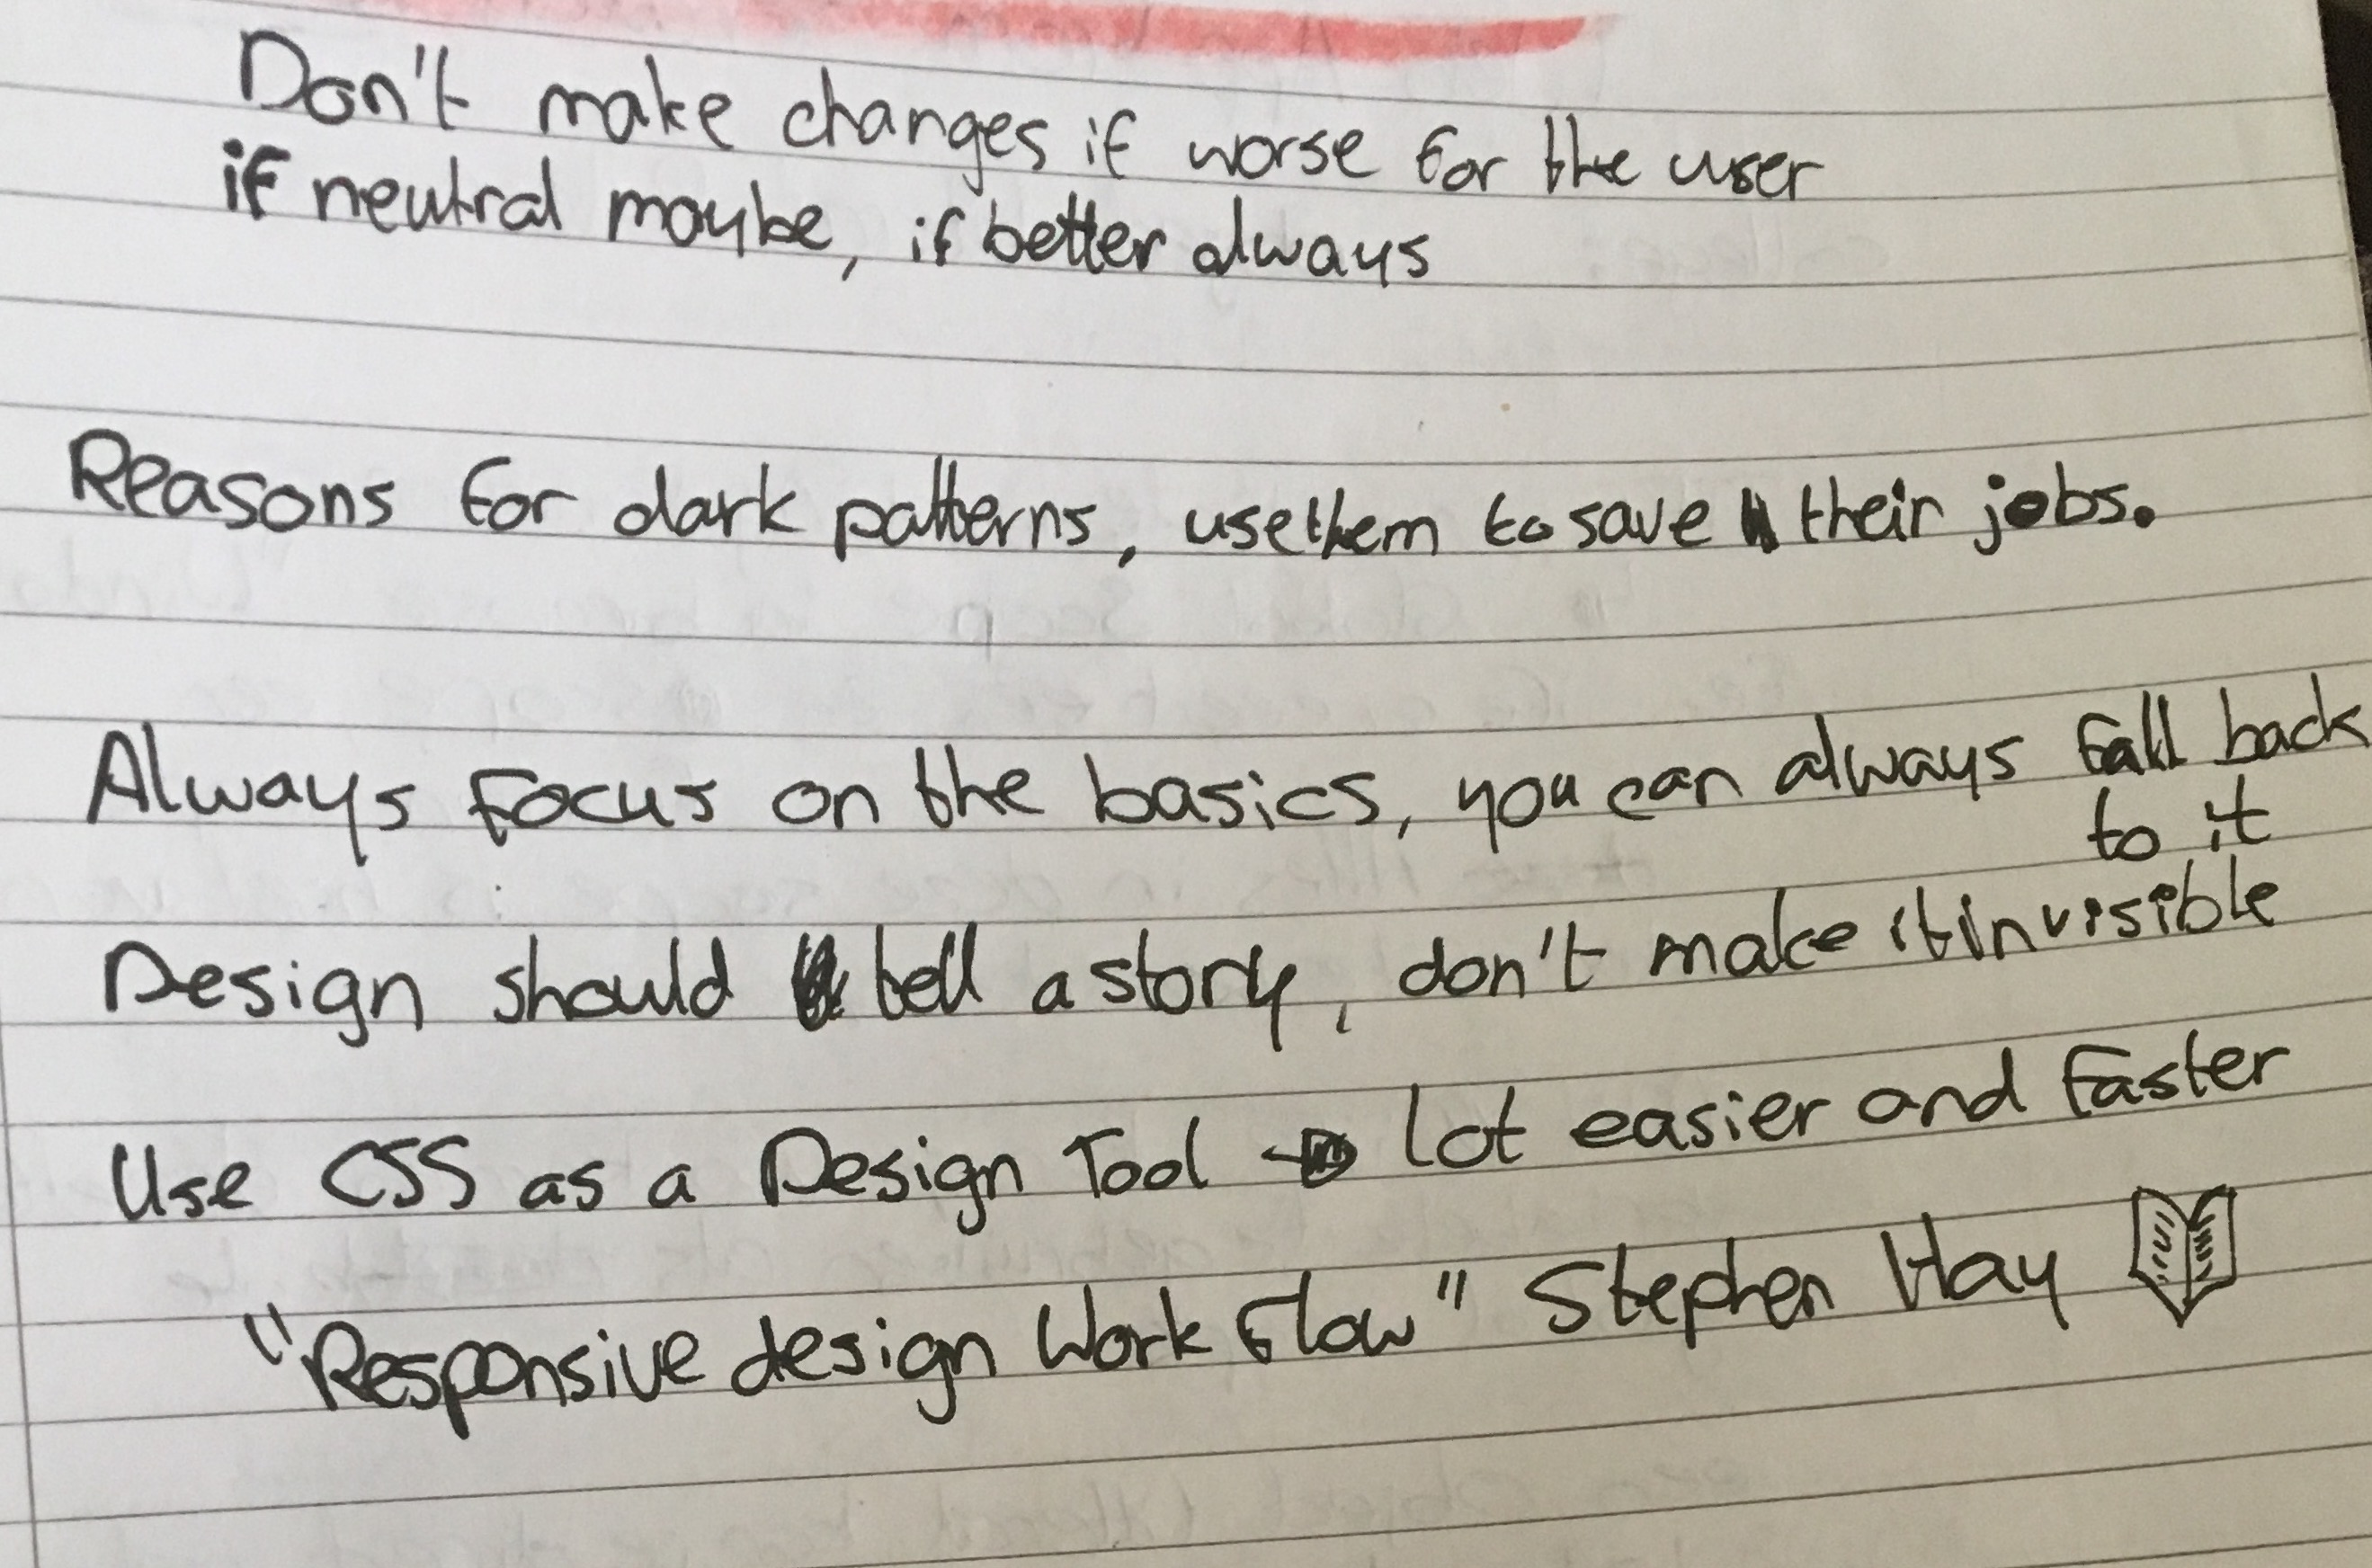 Don't make changes if worse for the user
if neutral maybe, if better always
Reasons for dark patterns, use them to save their jobs.
Always focus on the basics, you can always fall back
to it
Design should tell a story, don't make it invisible
Use CSS as a Design Tool → lot easier and faster
"Responsive design Work Flow" Stephen Hay